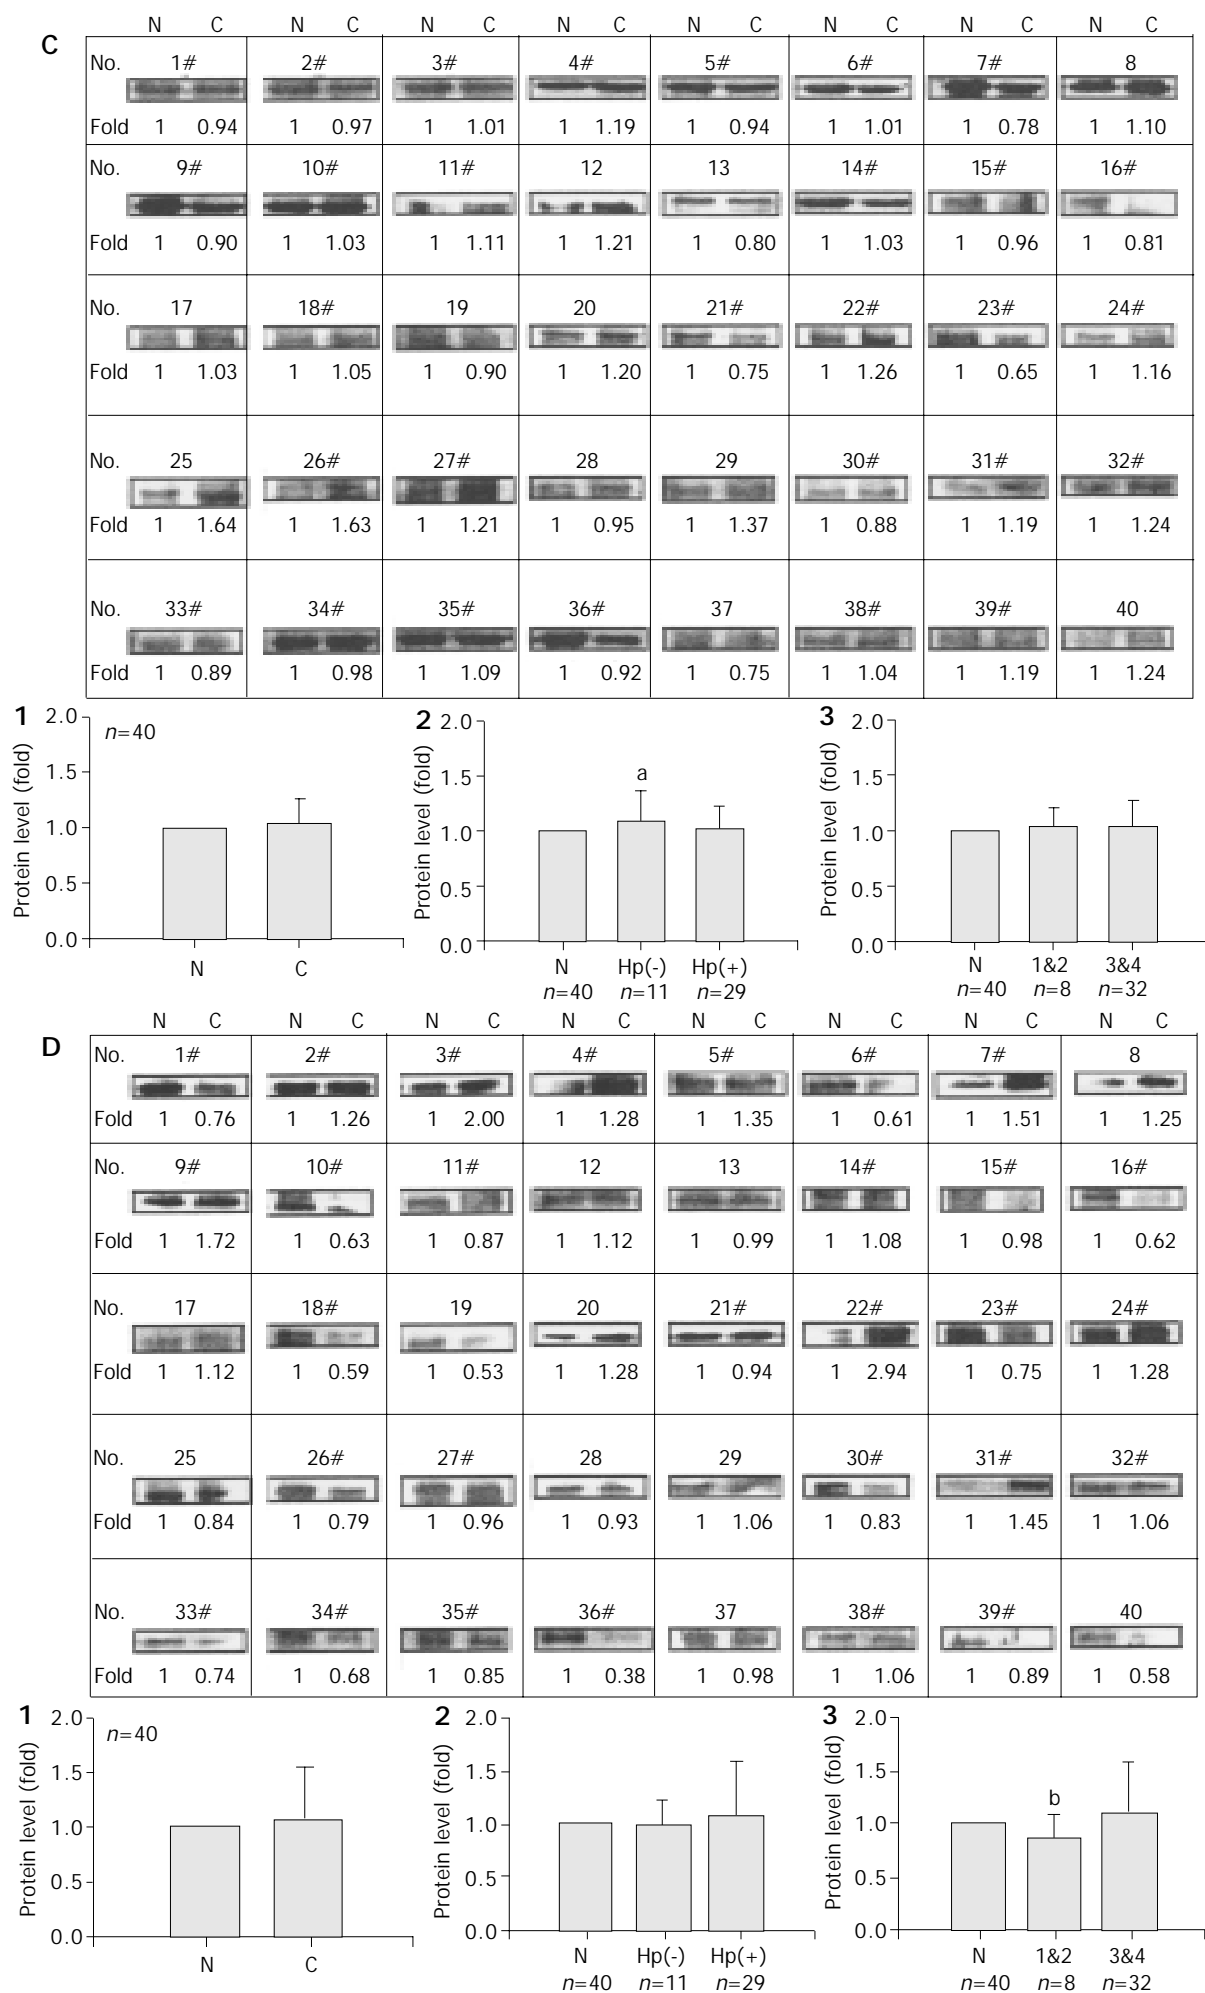 N C N C N C N C N C N C N C N C
C
No. 1# 2# 3# 4# 5# 6# 7# 8
Fold 1 0.94 1 0.97 1 1.01 1 1.19 1 0.94 1 1.01 1 0.78 1 1.10
No. 9# 10# 11# 12 13 14# 15# 16#
Fold 1 0.90 1 1.03 1 1.11 1 1.21 1 0.80 1 1.03 1 0.96 1 0.81
No. 17 18# 19 20 21# 22# 23# 24#
Fold 1 1.03 1 1.05 1 0.90 1 1.20 1 0.75 1 1.26 1 0.65 1 1.16
No. 25 26# 27# 28 29 30# 31# 32#
Fold 1 1.64 1 1.63 1 1.21 1 0.95 1 1.37 1 0.88 1 1.19 1 1.24
No. 33# 34# 35# 36# 37 38# 39# 40
Fold 1 0.89 1 0.98 1 1.09 1 0.92 1 0.75 1 1.04 1 1.19 1 1.24
1
Protein level (fold)
2.0
1.5
1.0
0.5
0.0
n=40
N C
2
Protein level (fold)
2.0
1.5
1.0
0.5
0.0
a
N Hp(-) Hp(+)
n=40 n=11 n=29
3
Protein level (fold)
2.0
1.5
1.0
0.5
0.0
N 1&2 3&4
n=40 n=8 n=32
N C N C N C N C N C N C N C N C
D
No. 1# 2# 3# 4# 5# 6# 7# 8
Fold 1 0.76 1 1.26 1 2.00 1 1.28 1 1.35 1 0.61 1 1.51 1 1.25
No. 9# 10# 11# 12 13 14# 15# 16#
Fold 1 1.72 1 0.63 1 0.87 1 1.12 1 0.99 1 1.08 1 0.98 1 0.62
No. 17 18# 19 20 21# 22# 23# 24#
Fold 1 1.12 1 0.59 1 0.53 1 1.28 1 0.94 1 2.94 1 0.75 1 1.28
No. 25 26# 27# 28 29 30# 31# 32#
Fold 1 0.84 1 0.79 1 0.96 1 0.93 1 1.06 1 0.83 1 1.45 1 1.06
No. 33# 34# 35# 36# 37 38# 39# 40
Fold 1 0.74 1 0.68 1 0.85 1 0.38 1 0.98 1 1.06 1 0.89 1 0.58
1
Protein level (fold)
2.0
1.5
1.0
0.5
0.0
n=40
N C
2
Protein level (fold)
2.0
1.5
1.0
0.5
0.0
N Hp(-) Hp(+)
n=40 n=11 n=29
3
Protein level (fold)
2.0
1.5
1.0
0.5
0.0
b
N 1&2 3&4
n=40 n=8 n=32